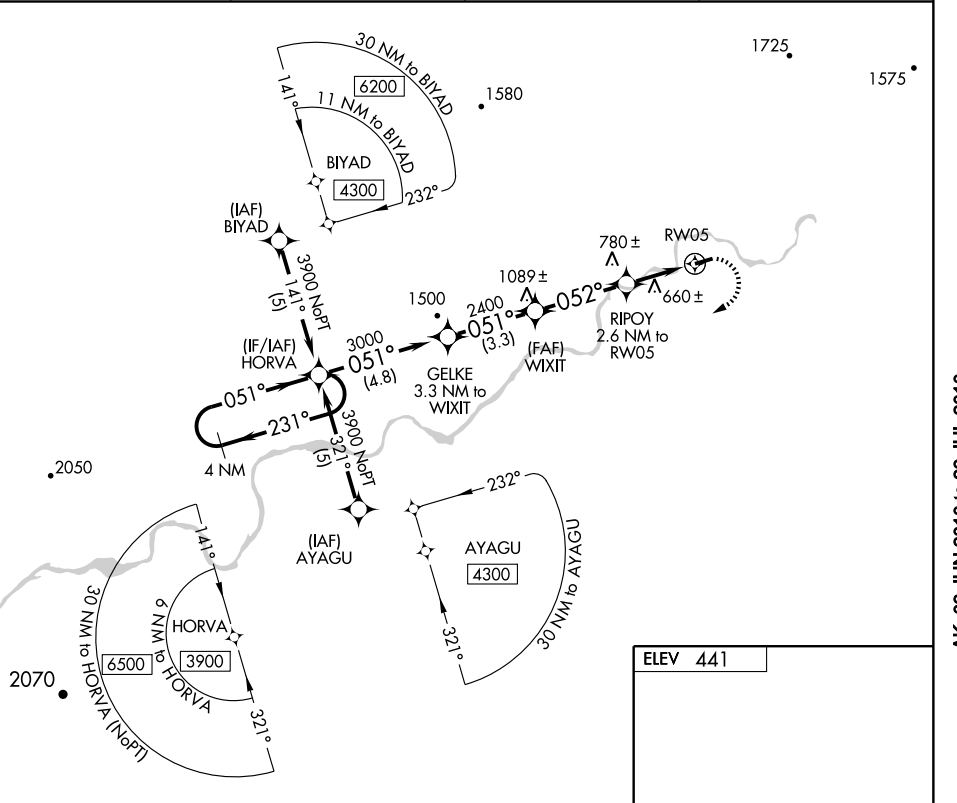 1725
1575
30 NM to BIYAD
6200
1580
141°
11 NM to BIYAD
BIYAD
4300
232°
(IAF)
BIYAD
3900 NoPT
141°
(5)
780 ±
RW05
1089 ±
660 ±
052°
RIPOY
2.6 NM to
RW05
1500
2400
051°
(3.3)
(FAF)
WIXIT
(IF/IAF)
HORVA
3000
051°
(4.8)
GELKE
3.3 NM to
WIXIT
051°
231°
4 NM
3900 NoPT
321°
(5)
2050
(IAF)
AYAGU
232°
AYAGU
4300
30 NM to AYAGU
321°
141°
HORVA
3900
6 NM to HORVA
6500
30 NM to HORVA (NoPT)
321°
2070
ELEV 441